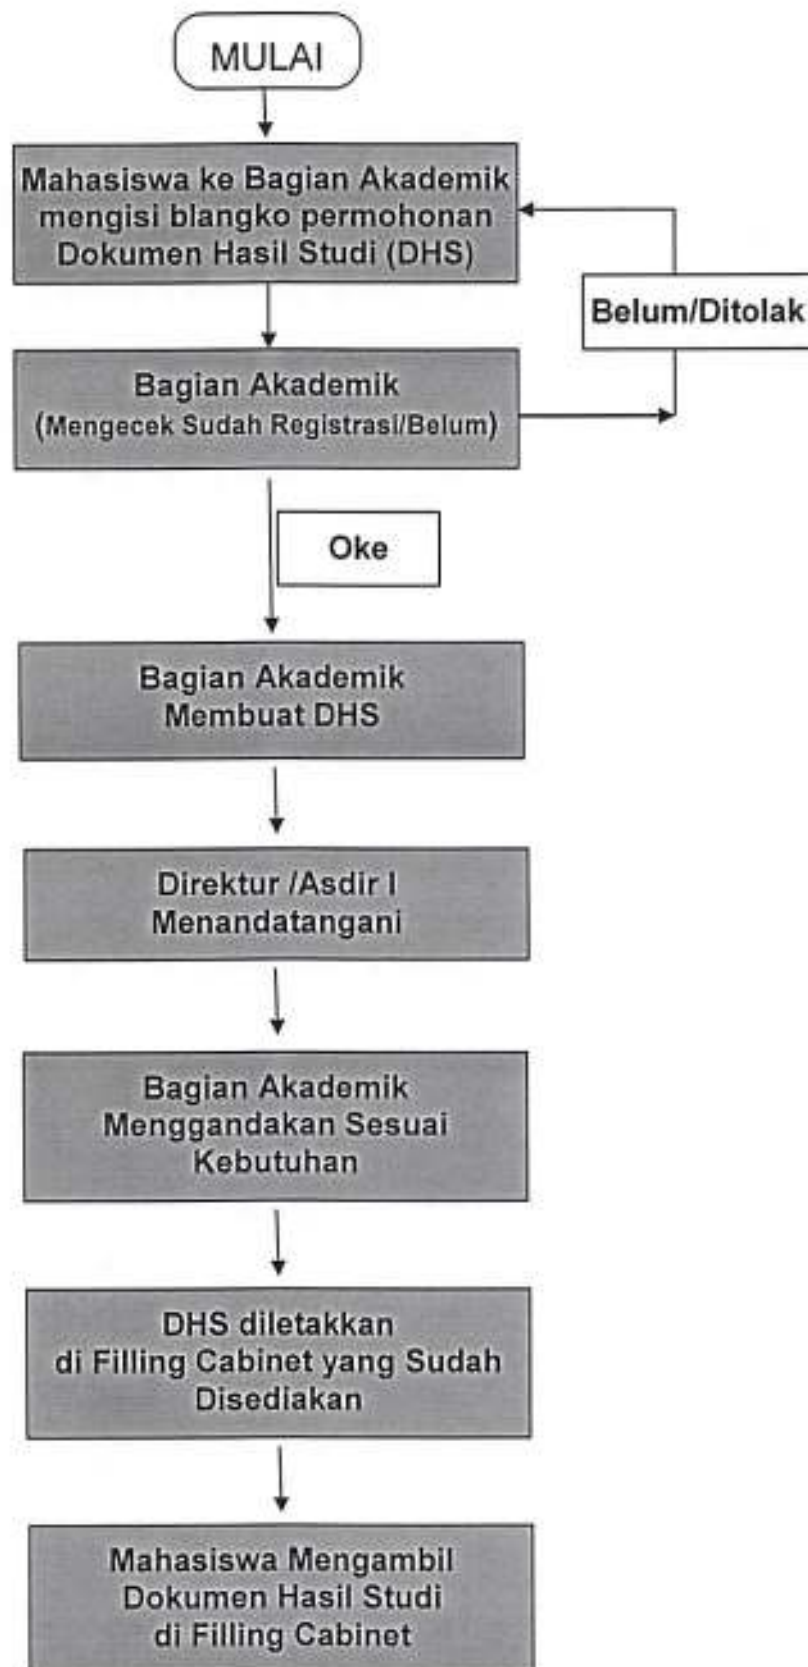 MULAI
Mahasiswa ke Bagian Akademik
mengisi blangko permohonan
Dokumen Hasil Studi (DHS)
Belum/Ditolak
Bagian Akademik
(Mengecek Sudah Registrasi/Belum)
Oke
Bagian Akademik
Membuat DHS
Direktur /Asdir I
Menandatangani
Bagian Akademik
Menggandakan Sesuai
Kebutuhan
DHS diletakkan
di Filling Cabinet yang Sudah
Disediakan
Mahasiswa Mengambil
Dokumen Hasil Studi
di Filling Cabinet